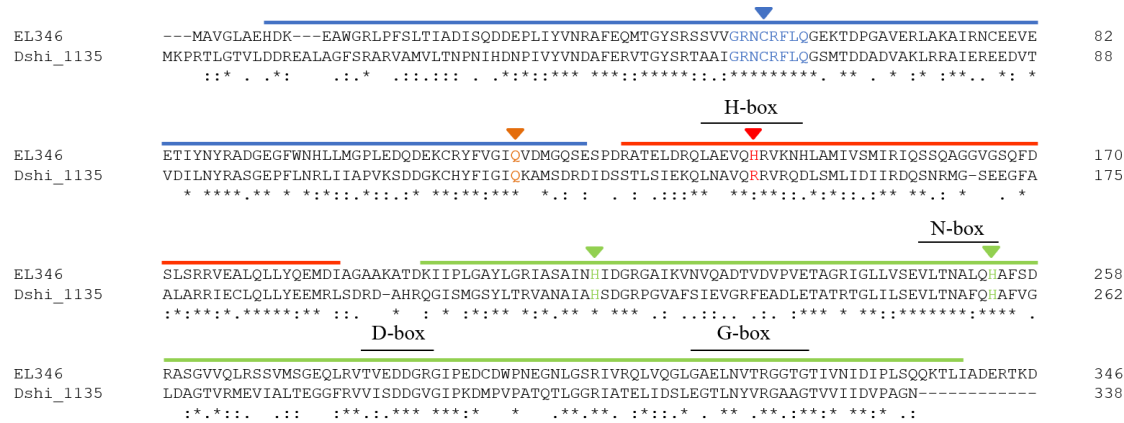 EL346 ---MAVGLAEHDK---EAWGRLPFSLTIADISQDDEPLIYVNRAFEQMTGYSRSSVVGRNCRFLQGEKTDPGAVERLAKAIRNCEEVE 82
Dshi_1135 MKPRTLGTVLDDREALAGFSRARVAMVLTNPNIHDNPIVYVNDAFERVTGYSRTAAIGRNCRFLQGSMTDDADVAKLRRAIEREEDVT 88
H-box
EL346 ETIYNYRADGEGFWNHLLMGPLEDQDEKCRYFVGIQVDMGQSESPDRATELDRQLAEVQHRVKNHLAMIVSMIRIQSSQAGGVGSQFD 170
Dshi_1135 VDILNYRASGEPFLNRLIIAPVKSDDGKCHYFIGIQKAMSDRDIDSSTLSIEKQLNAVQRRVRQDLSMLIDIIRDQSNRMG-SEEGFA 175
N-box
EL346 SLSRRVEALQLLYQEMDIAGAAKATDKIIPLGAYLGRIASAINHIDGRGAIKVNVQADTVDVPVETAGRIGLLVSEVLTNALQHAFSD 258
Dshi_1135 ALARRIECLQLLYEEMRLSDRD-AHRQGISMGSYLTRVANAIAHSDGRPGVAFSIEVGRFEADLETATRTGLILSEVLTNAFQHAFVG 262
D-box G-box
EL346 RASGVVQLRSSVMSGEQLRVTVEDDGRGIPEDCDWPNEGNLGSRIVRQLVQGLGAELNVTRGGTGTIVNIDIPLSQQKTLIADERTKD 346
Dshi_1135 LDAGTVRMEVIALTEGGFRVVISDDGVGIPKDMPVPATQTLGGRIATELIDSLEGTLNYVRGAAGTVVIIDVPAGN------------ 338